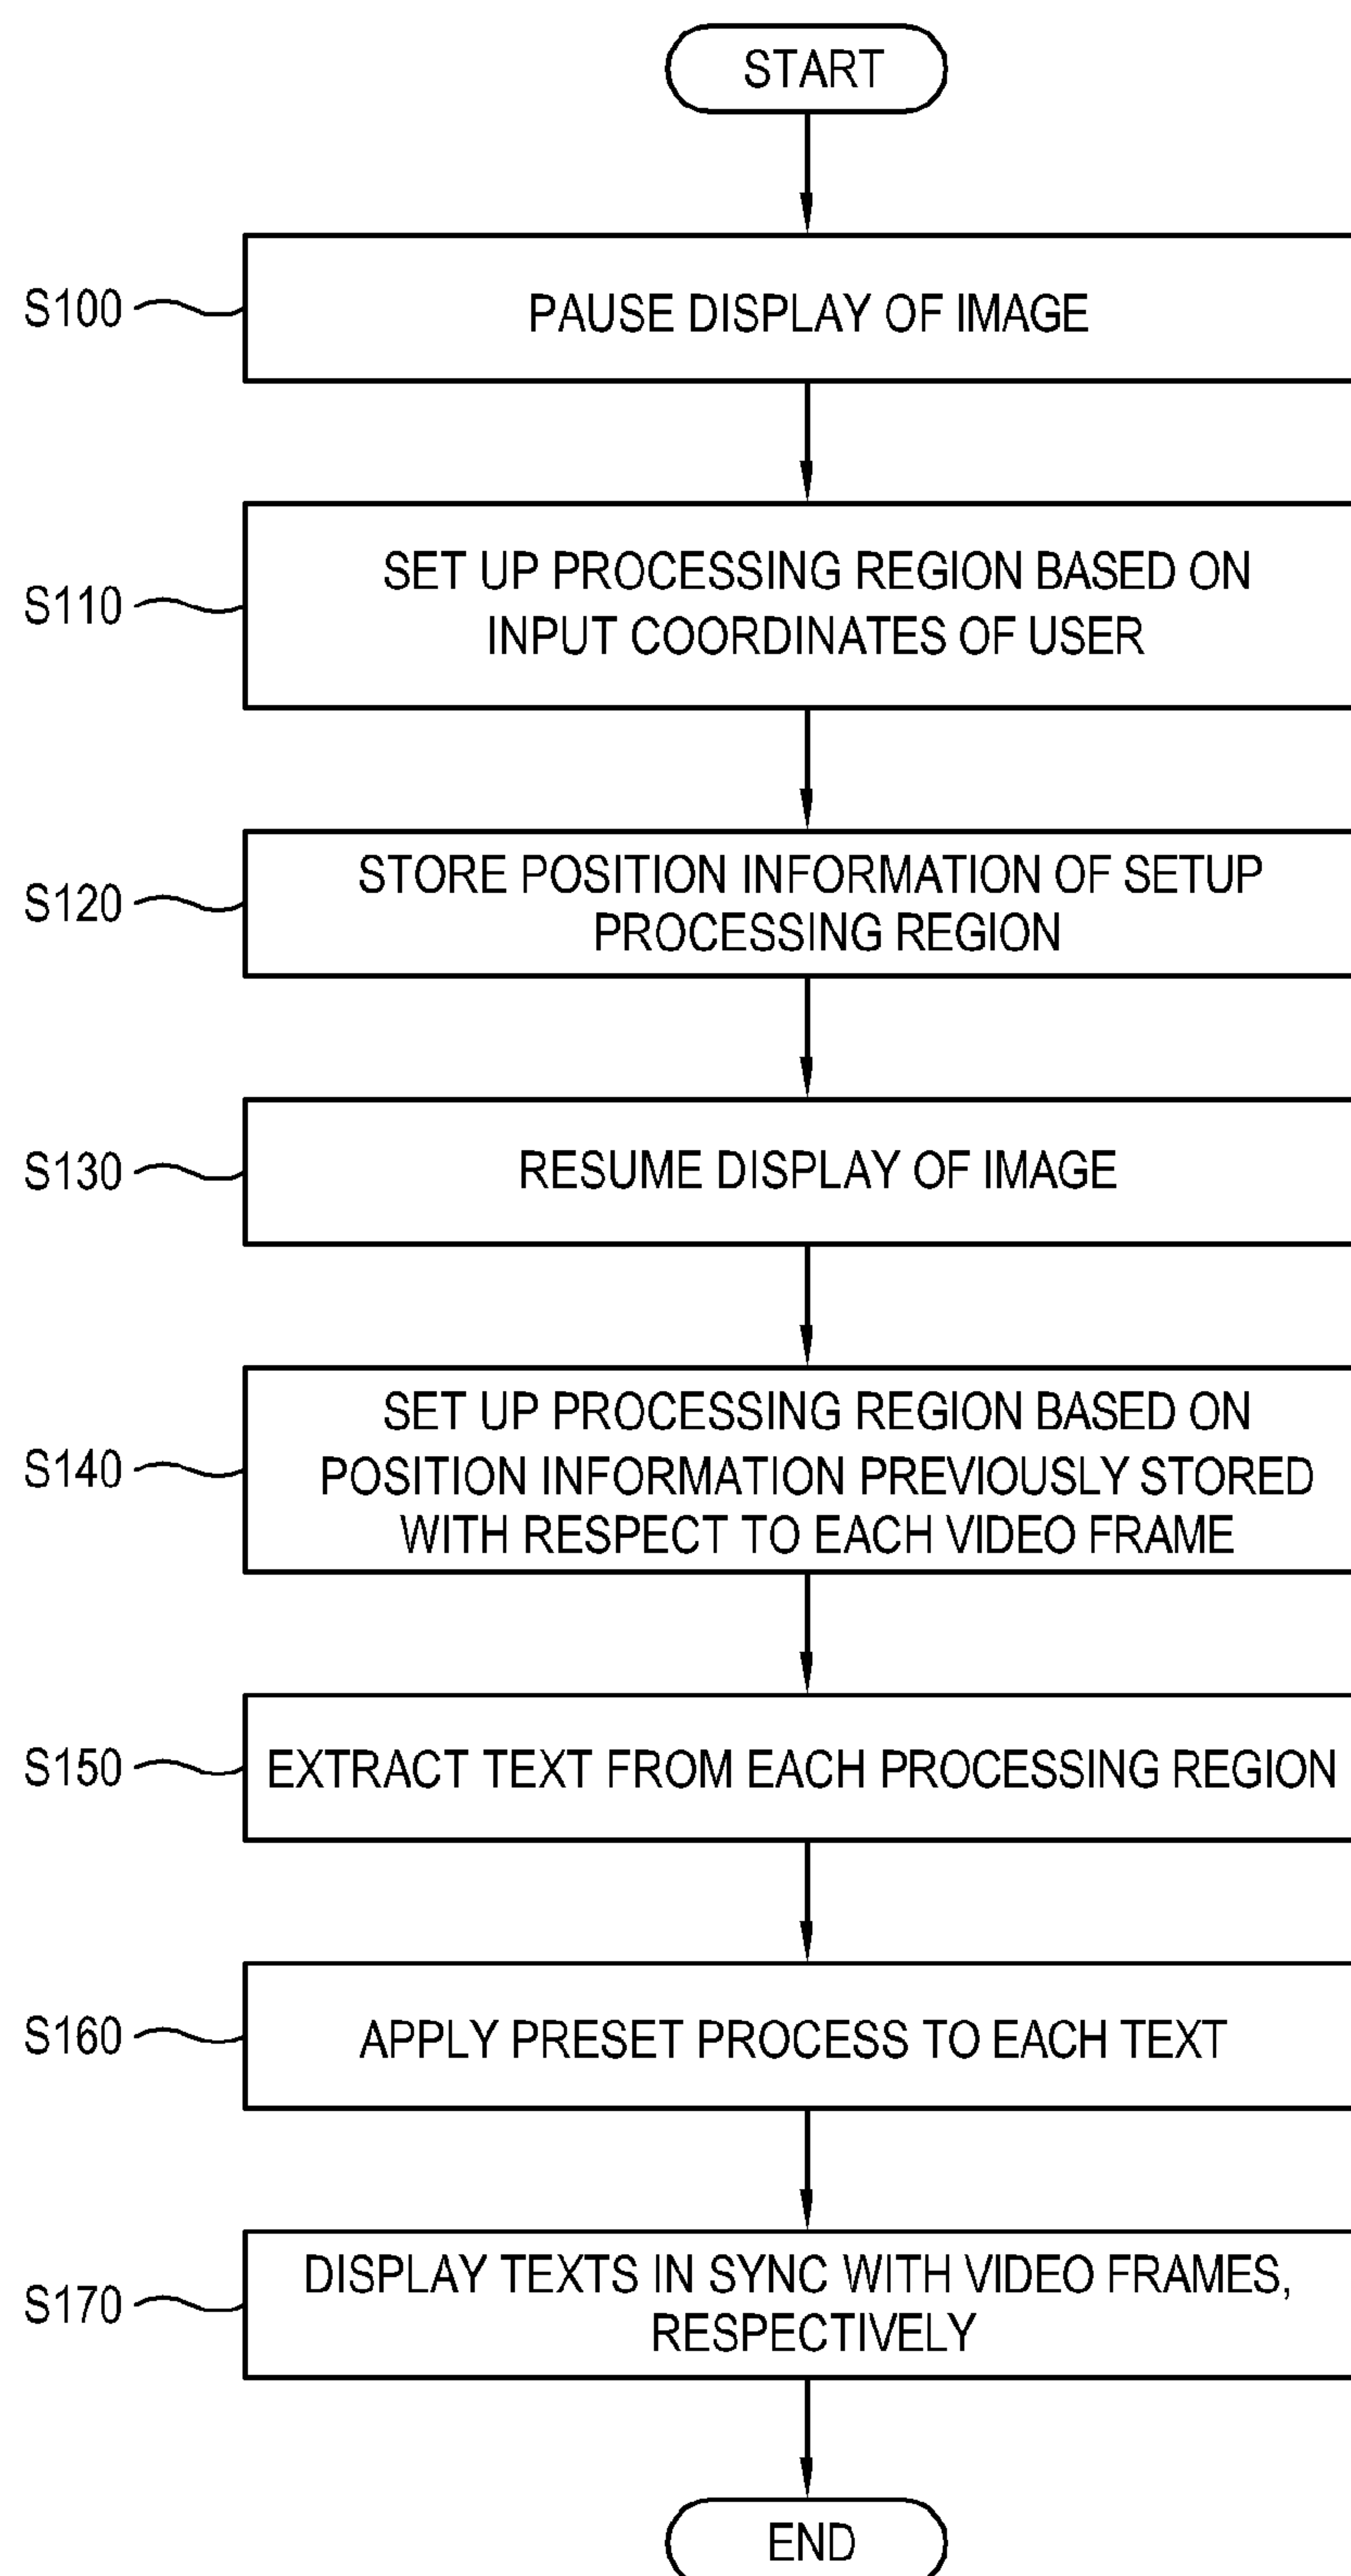 START
S100
PAUSE DISPLAY OF IMAGE
S110
SET UP PROCESSING REGION BASED ON
INPUT COORDINATES OF USER
S120
STORE POSITION INFORMATION OF SETUP
PROCESSING REGION
S130
RESUME DISPLAY OF IMAGE
S140
SET UP PROCESSING REGION BASED ON
POSITION INFORMATION PREVIOUSLY STORED
WITH RESPECT TO EACH VIDEO FRAME
S150
EXTRACT TEXT FROM EACH PROCESSING REGION
S160
APPLY PRESET PROCESS TO EACH TEXT
S170
DISPLAY TEXTS IN SYNC WITH VIDEO FRAMES,
RESPECTIVELY
END